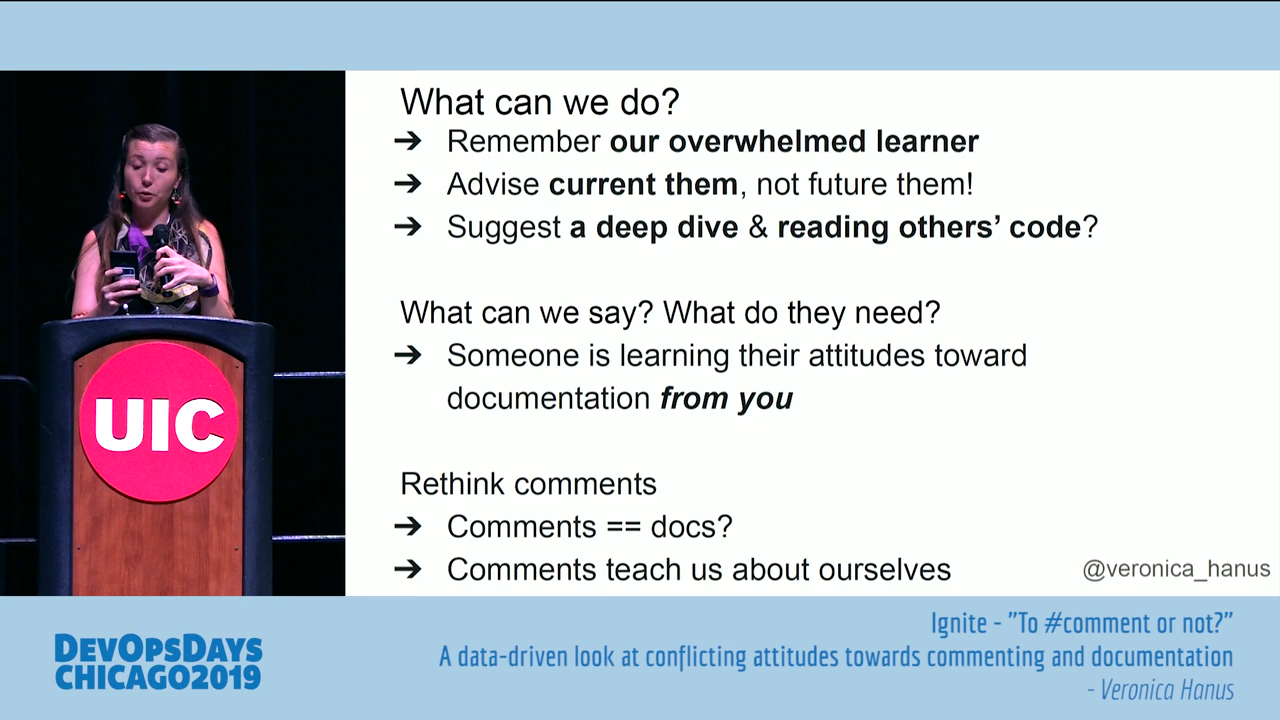 What can we do?
➔ Remember our overwhelmed learner
➔ Advise current them, not future them!
➔ Suggest a deep dive & reading others’ code?
What can we say? What do they need?
➔ Someone is learning their attitudes toward
documentation from you
Rethink comments
➔ Comments == docs?
➔ Comments teach us about ourselves
@veronica_hanus
UIC
DEVOPSDAYS
CHICAGO2019
Ignite - "To #comment or not?"
A data-driven look at conflicting attitudes towards commenting and documentation
- Veronica Hanus